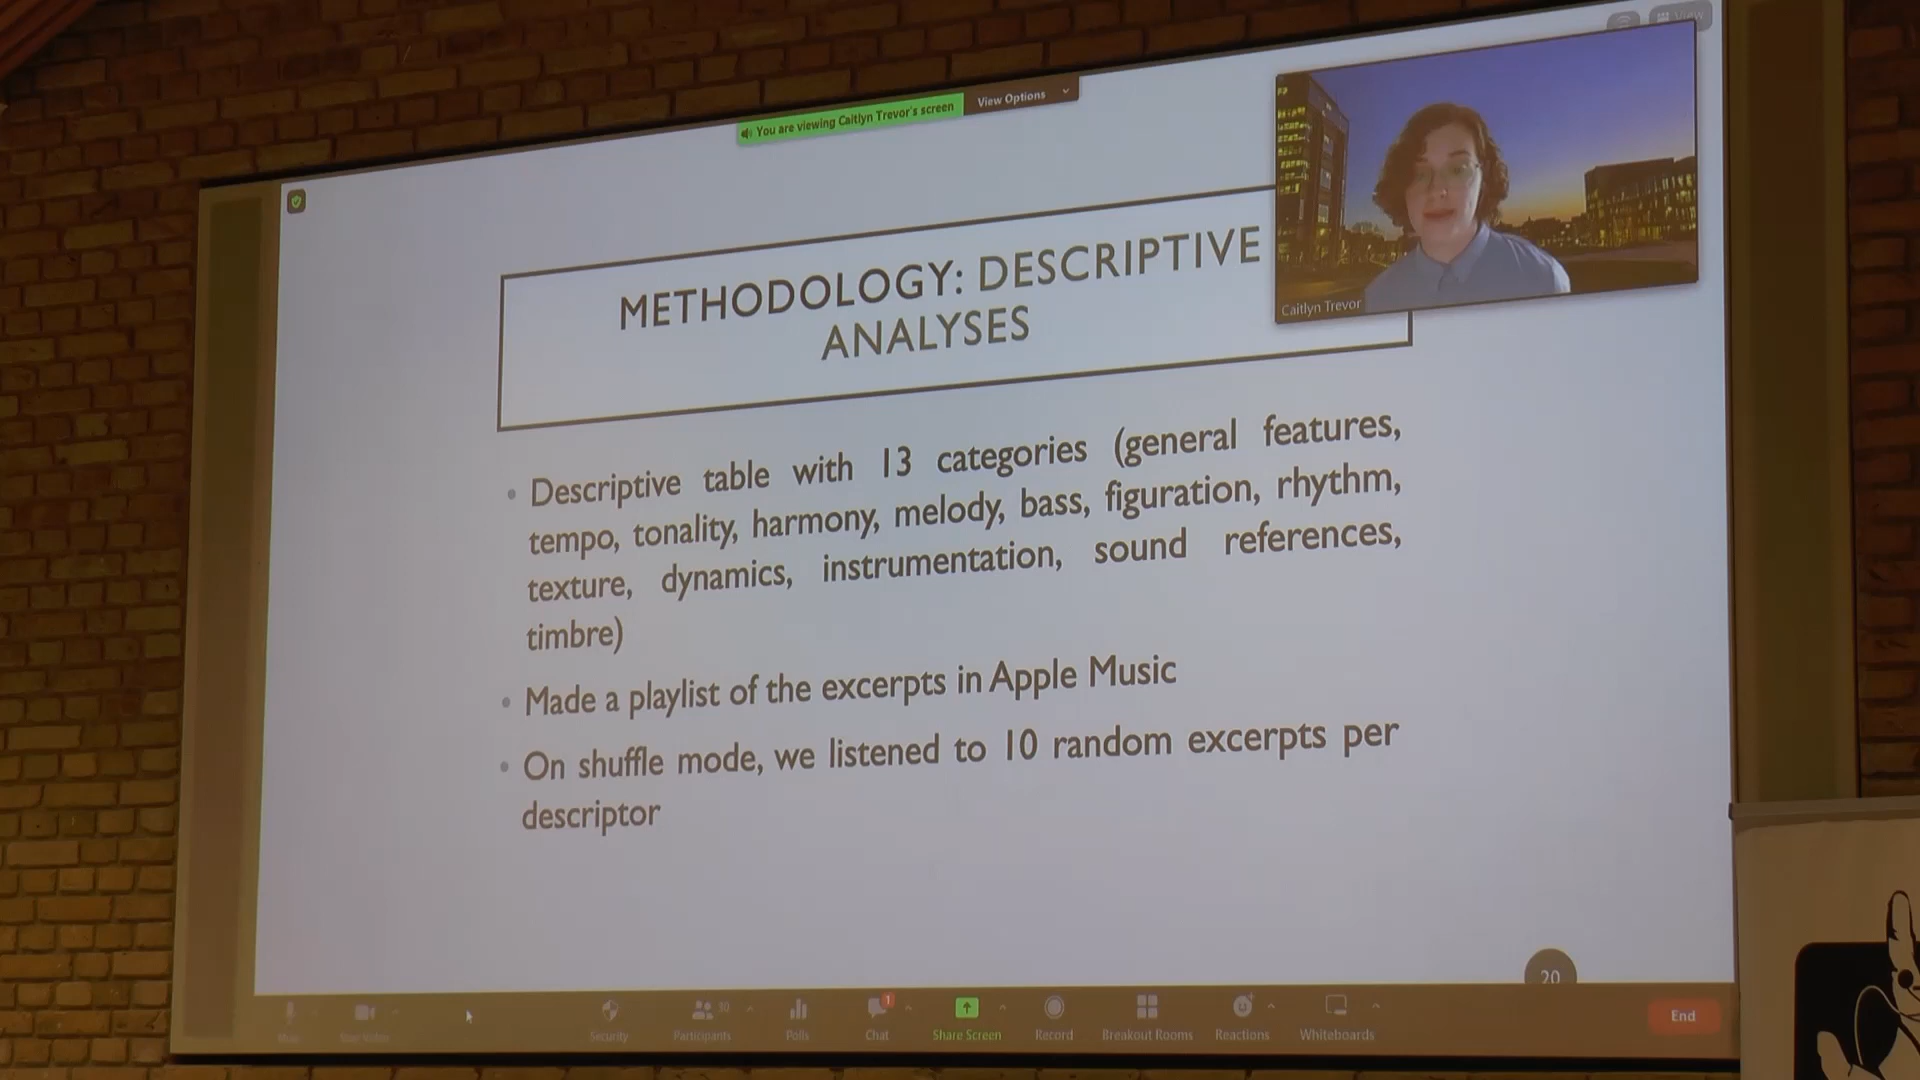 View
You are viewing Caitlyn Trevor's screen
View Options
METHODOLOGY: DESCRIPTIVE
ANALYSES
Caitlyn Trevor
• Descriptive table with 13 categories (general features,
tempo, tonality, harmony, melody, bass, figuration, rhythm,
texture, dynamics, instrumentation, sound references,
timbre)
• Made a playlist of the excerpts in Apple Music
• On shuffle mode, we listened to 10 random excerpts per
descriptor
20
30
1
Security
Participants
Polls
Chat
Share Screen
Record
Breakout Rooms
Reactions
Whiteboards
End